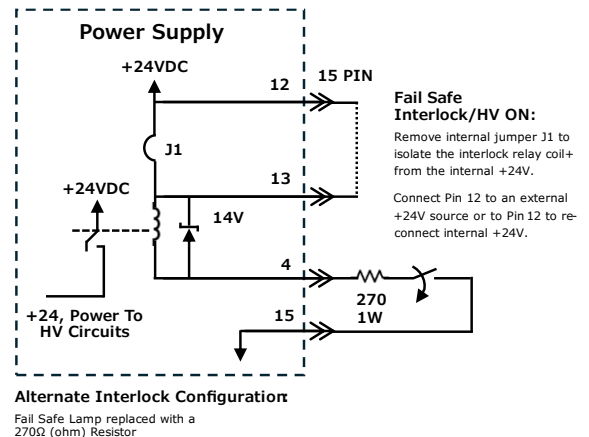 Power Supply
+24VDC
12
15 PIN
J1
13
+24VDC
14V
4
270
1W
15
+24, Power To
HV Circuits
Fail Safe
Interlock/HV ON:
Remove internal jumper J1 to
isolate the interlock relay coil+
from the internal +24V.
Connect Pin 12 to an external
+24V source or to Pin 12 to re-
connect internal +24V.
Alternate Interlock Configuration:
Fail Safe Lamp replaced with a
270Ω (ohm) Resistor